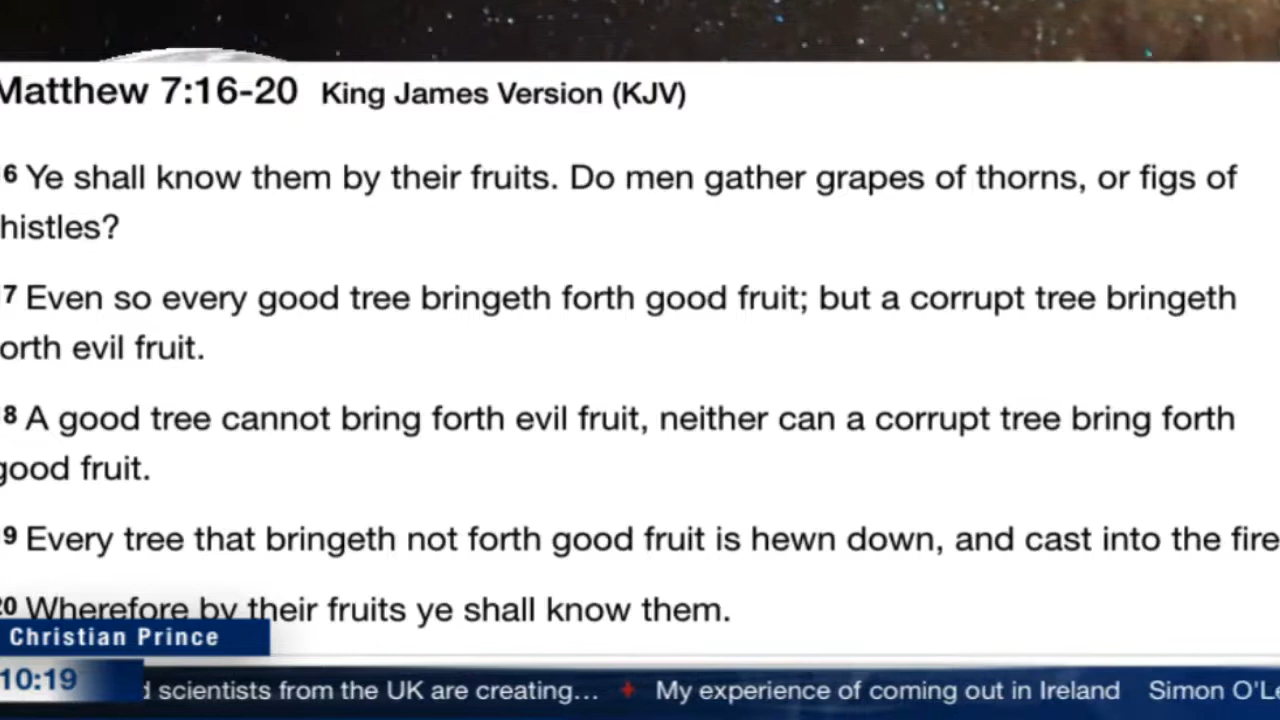 Matthew 7:16-20 King James Version (KJV)
6 Ye shall know them by their fruits. Do men gather grapes of thorns, or figs of
histles?
7 Even so every good tree bringeth forth good fruit; but a corrupt tree bringeth
orth evil fruit.
8 A good tree cannot bring forth evil fruit, neither can a corrupt tree bring forth
good fruit.
9 Every tree that bringeth not forth good fruit is hewn down, and cast into the fire
20 Wherefore by their fruits ye shall know them.
Christian Prince
10:19
d scientists from the UK are creating... + My experience of coming out in Ireland Simon O'Le